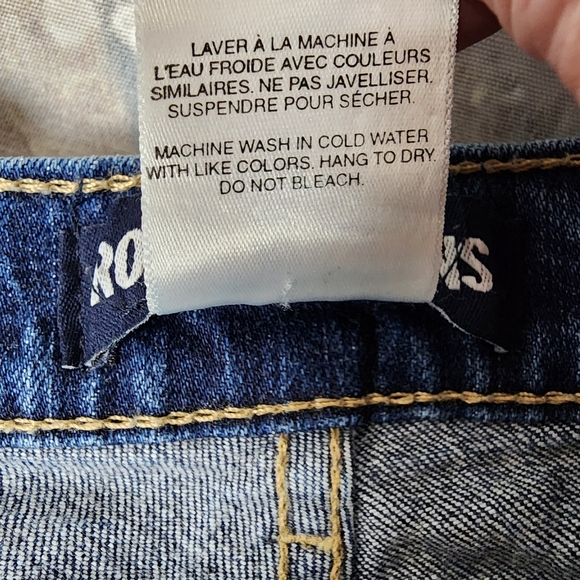 LAVER À LA MACHINE À
L'EAU FROIDE AVEC COULEURS
SIMILAIRES. NE PAS JAVELLISER.
SUSPENDRE POUR SÉCHER.
MACHINE WASH IN COLD WATER
WITH LIKE COLORS. HANG TO DRY.
DO NOT BLEACH.